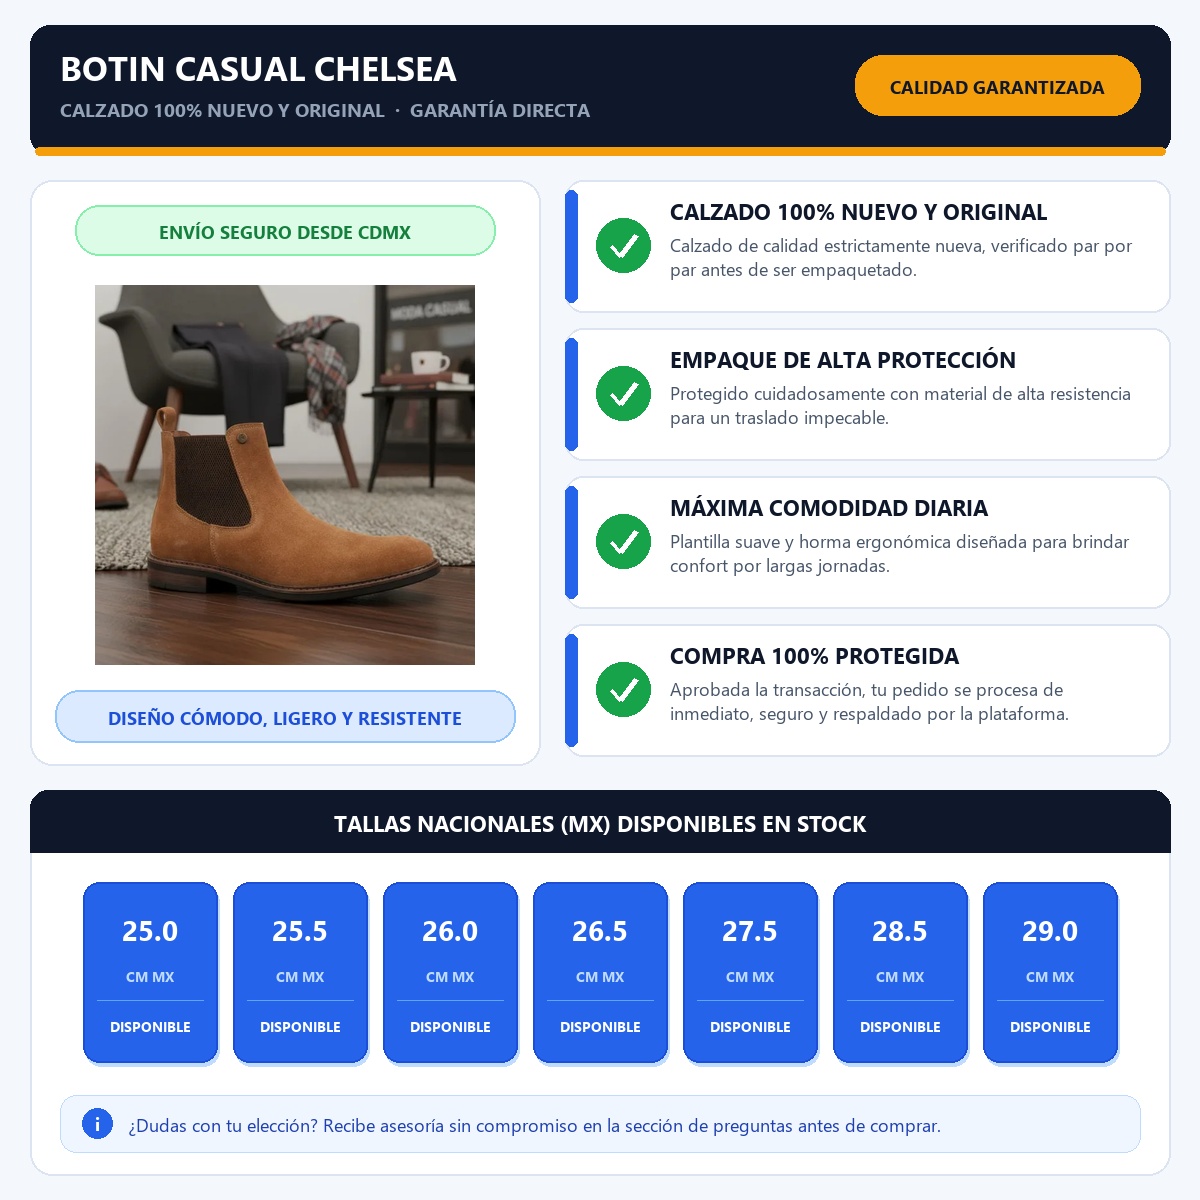 BOTIN CASUAL CHELSEA
CALZADO 100% NUEVO Y ORIGINAL · GARANTÍA DIRECTA
CALIDAD GARANTIZADA
ENVÍO SEGURO DESDE CDMX
MODA CASUAL
DISEÑO CÓMODO, LIGERO Y RESISTENTE
CALZADO 100% NUEVO Y ORIGINAL
Calzado de calidad estrictamente nueva, verificado par por
par antes de ser empaquetado.
EMPAQUE DE ALTA PROTECCIÓN
Protegido cuidadosamente con material de alta resistencia
para un traslado impecable.
MÁXIMA COMODIDAD DIARIA
Plantilla suave y horma ergonómica diseñada para brindar
confort por largas jornadas.
COMPRA 100% PROTEGIDA
Aprobada la transacción, tu pedido se procesa de
inmediato, seguro y respaldado por la plataforma.
TALLAS NACIONALES (MX) DISPONIBLES EN STOCK
25.0
CM MX
DISPONIBLE
25.5
CM MX
DISPONIBLE
26.0
CM MX
DISPONIBLE
26.5
CM MX
DISPONIBLE
27.5
CM MX
DISPONIBLE
28.5
CM MX
DISPONIBLE
29.0
CM MX
DISPONIBLE
¿Dudas con tu elección? Recibe asesoría sin compromiso en la sección de preguntas antes de comprar.